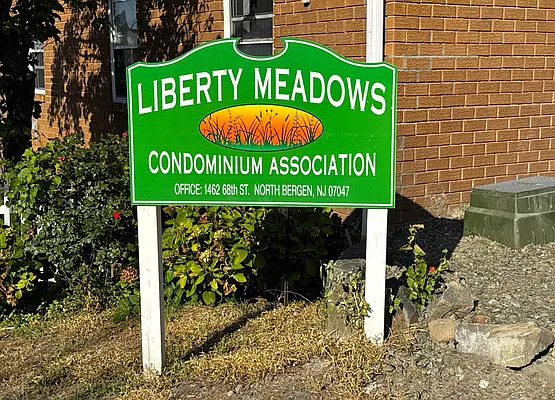 LIBERTY MEADOWS
CONDOMINIUM ASSOCIATION
OFFICE: 1462 68th ST. NORTH BERGEN, NJ 07047